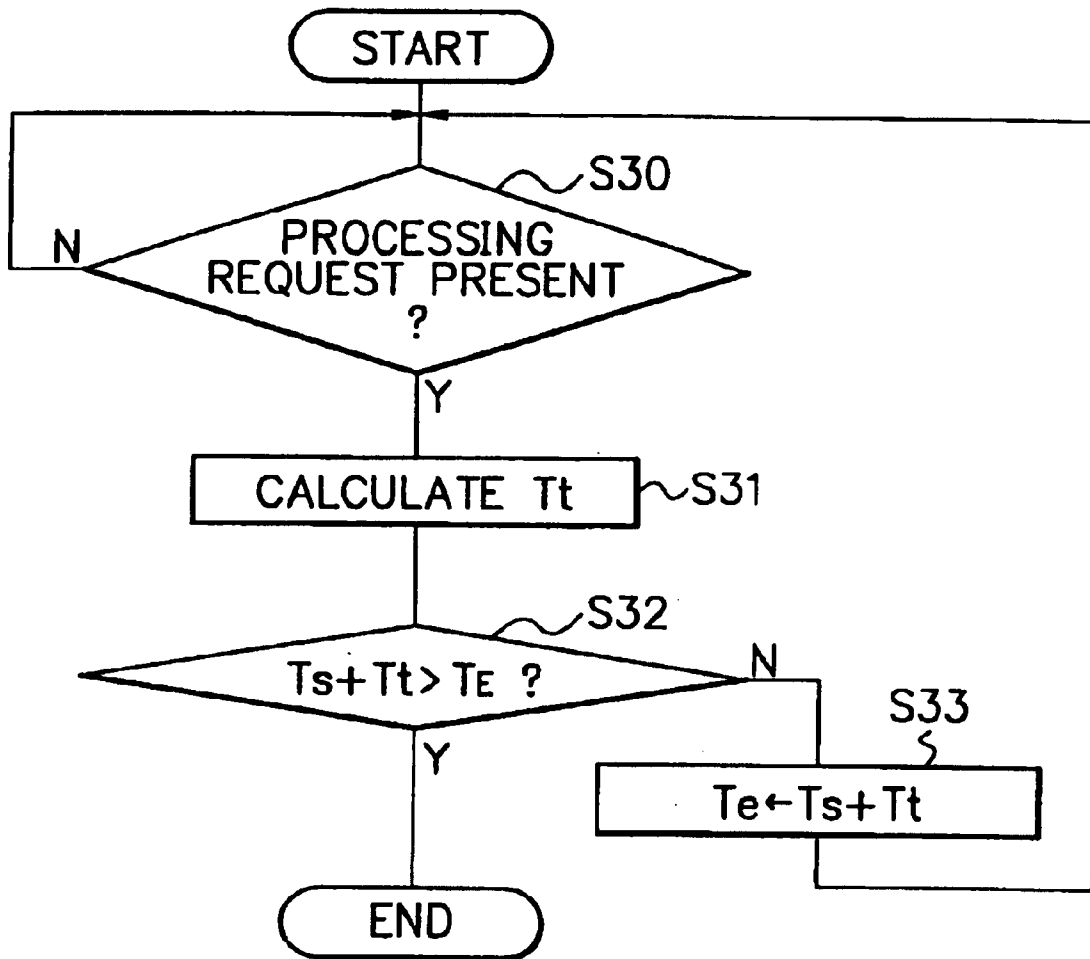 START
S30
PROCESSING
REQUEST PRESENT
?
N
Y
CALCULATE Tt
S31
S32
Ts+Tt>TE ?
N
Y
S33
Te←Ts+Tt
END